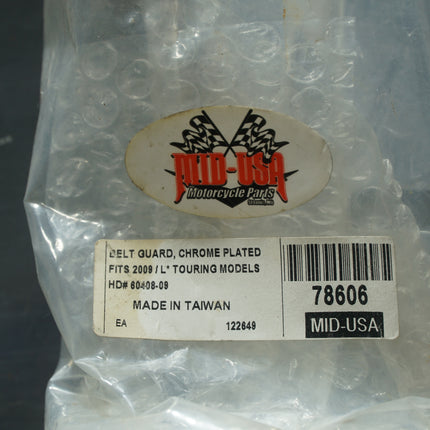 MID-USA
Motorcycle Parts
BELT GUARD, CHROME PLATED
FITS 2009 / L* TOURING MODELS
HD# 60408-09
MADE IN TAIWAN
EA 122649
78606
MID-USA